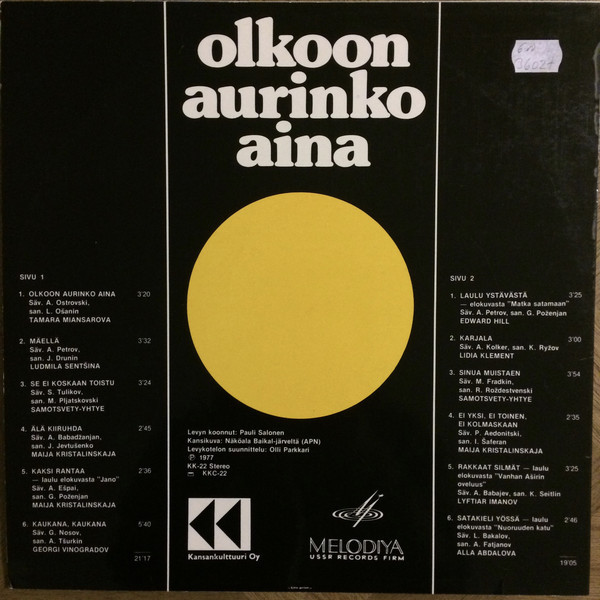 olkoon
aurinko
aina
36027
SIVU 1
1. OLKOON AURINKO AINA 3'20
Säv. A. Ostrovski,
san. L. Ošanin
TAMARA MIANSAROVA
2. MÄELLÄ 3'32
Säv. A. Petrov,
san. J. Drunin
LUDMILA SENTŠINA
3. SE EI KOSKAAN TOISTU 3'24
Säv. S. Tulikov,
san. M. Pljatskovski
SAMOTSVETY-YHTYE
4. ÄLÄ KIIRUHDA 2'45
Säv. A. Babadžanjan,
san. J. Jevtušenko
MAIJA KRISTALINSKAJA
5. KAKSI RANTAA 2'36
— laulu elokuvasta "Jano"
Säv. A. Ešpai,
san. G. Poženjan
MAIJA KRISTALINSKAJA
6. KAUKANA, KAUKANA 5'40
Säv. G. Nosov,
san. A. Tšurkin
GEORGI VINOGRADOV
21'17
Levyn koonnut: Pauli Salonen
Kansikuva: Näköala Baikal-järveltä (APN)
Levykotelon suunnittelu: Olli Parkkari
℗ 1977
KK-22 Stereo
KKC-22
KK
Kansankulttuuri Oy
MELODIYA
USSR RECORDS FIRM
SIVU 2
1. LAULU YSTÄVÄSTÄ 3'25
— elokuvasta "Matka satamaan"
Säv. A. Petrov, san. G. Poženjan
EDWARD HILL
2. KARJALA 3'00
Säv. A. Kolker, san. K. Ryžov
LIDIA KLEMENT
3. SINUA MUISTAEN 3'54
Säv. M. Fradkin,
san. R. Roždestvenski
SAMOTSVETY-YHTYE
4. EI YKSI, EI TOINEN, 2'35
EI KOLMASKAAN
Säv. P. Aedonitski,
san. I. Šaferan
MAIJA KRISTALINSKAJA
5. RAKKAAT SILMÄT — laulu 3'25
elokuvasta "Vanhan Aširin
oveluus"
Säv. A. Babajev, san. K. Seitlin
LYFTIAR IMANOV
6. SATAKIELI YÖSSÄ — laulu 2'46
elokuvasta "Nuoruuden katu"
Säv. L. Bakalov,
san. A. Fatjanov
ALLA ABDALOVA
19'05